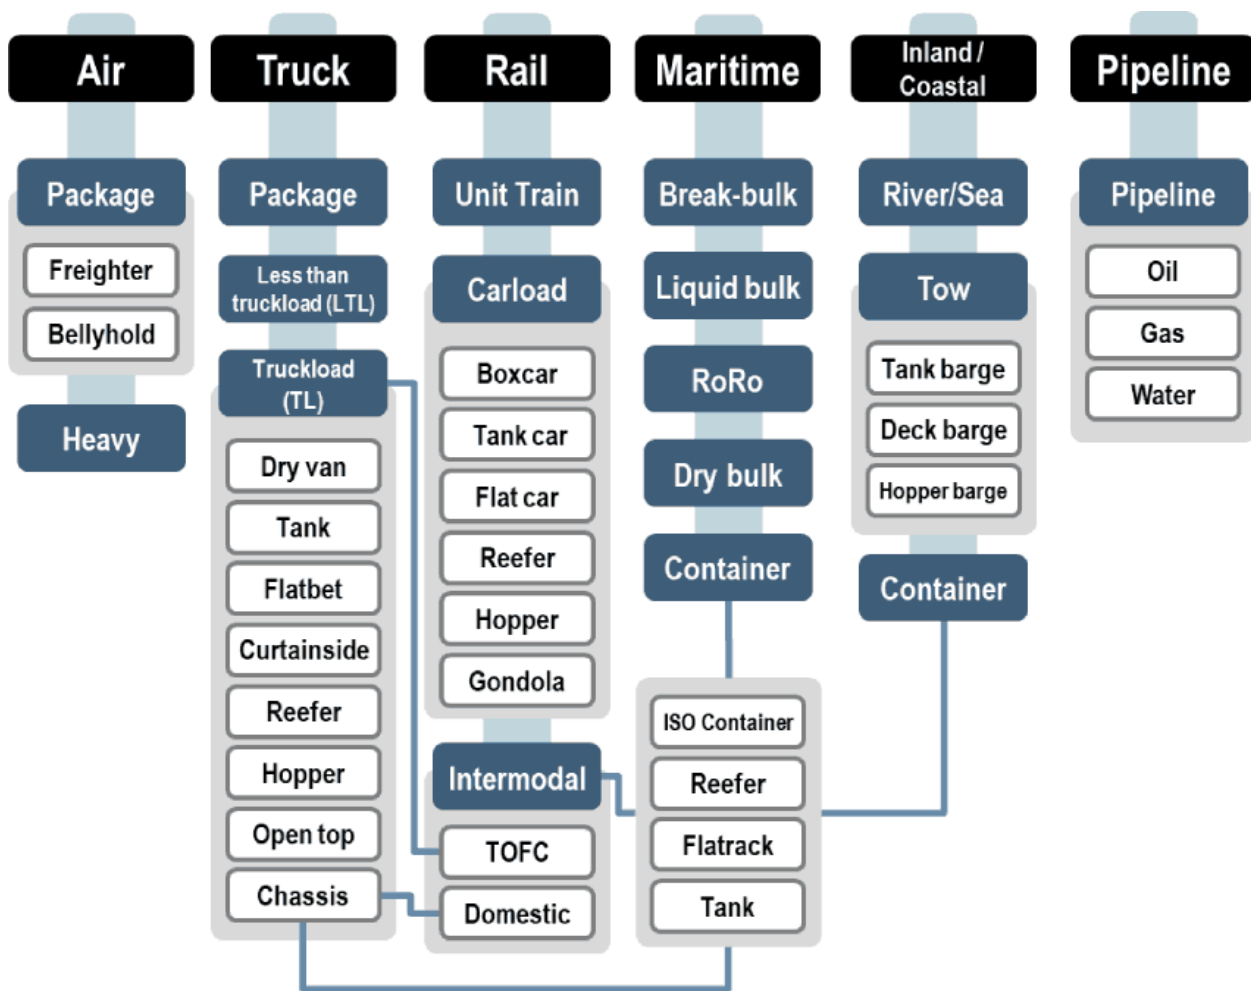 Air
Package
Freighter
Bellyhold
Heavy
Truck
Package
Less than
truckload (LTL)
Truckload
(TL)
Dry van
Tank
Flatbet
Curtainside
Reefer
Hopper
Open top
Chassis
Rail
Unit Train
Carload
Boxcar
Tank car
Flat car
Reefer
Hopper
Gondola
Intermodal
TOFC
Domestic
Maritime
Break-bulk
Liquid bulk
RoRo
Dry bulk
Container
ISO Container
Reefer
Flatrack
Tank
Inland /
Coastal
River/Sea
Tow
Tank barge
Deck barge
Hopper barge
Container
Pipeline
Pipeline
Oil
Gas
Water